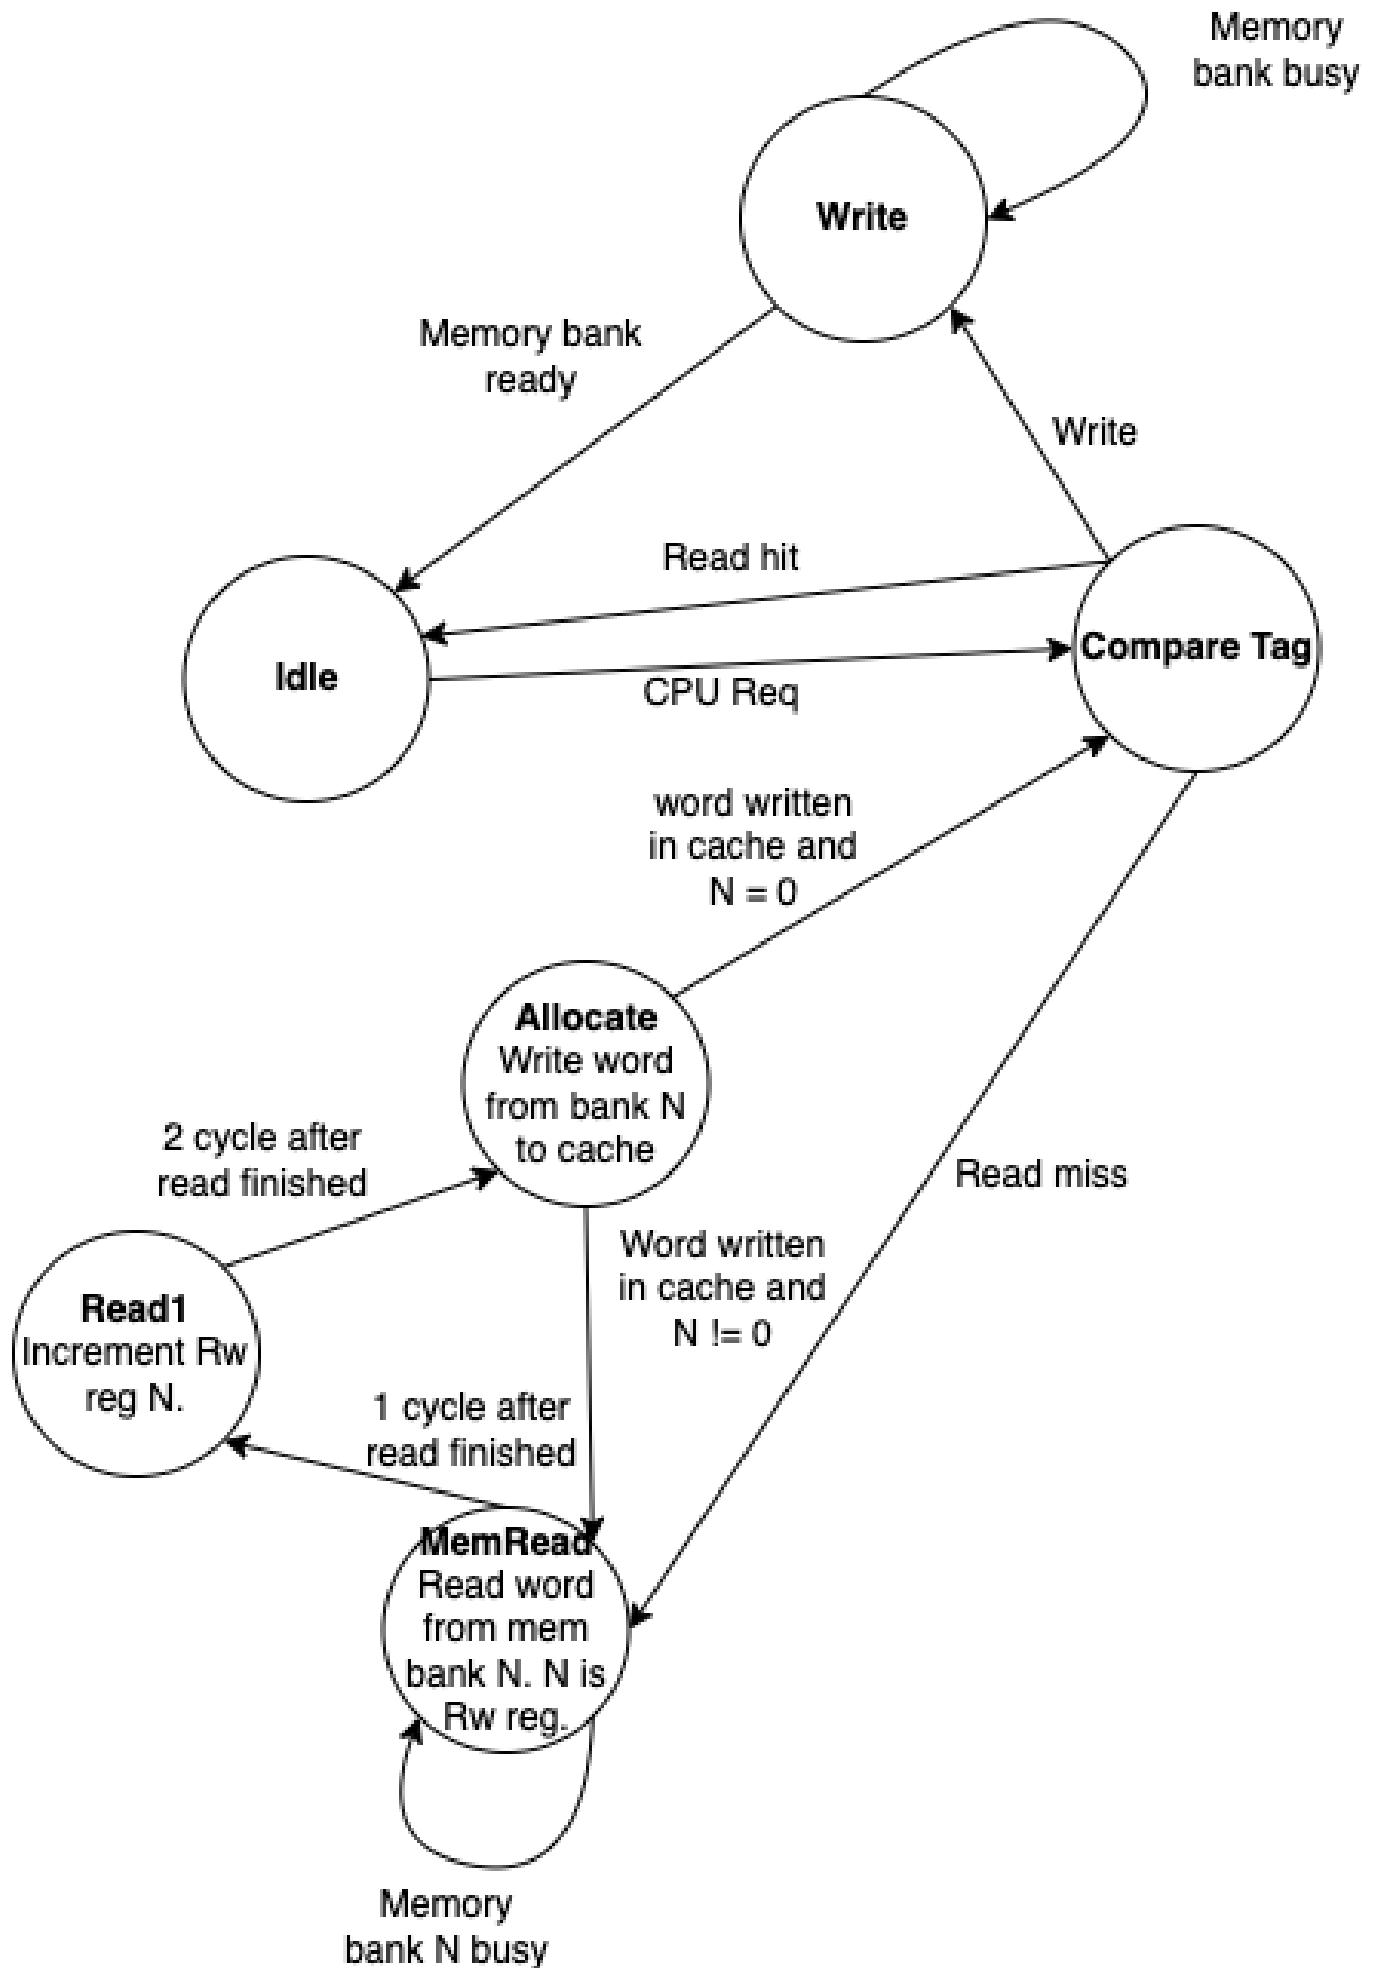 Memory
bank busy
Write
Memory bank
ready
Write
Read hit
Idle
Compare Tag
CPU Req
word written
in cache and
N = 0
Allocate
Write word
from bank N
to cache
2 cycle after
read finished
Read miss
Word written
in cache and
N != 0
Read1
Increment Rw
reg N.
1 cycle after
read finished
MemRead
Read word
from mem
bank N. N is
Rw reg.
Memory
bank N busy